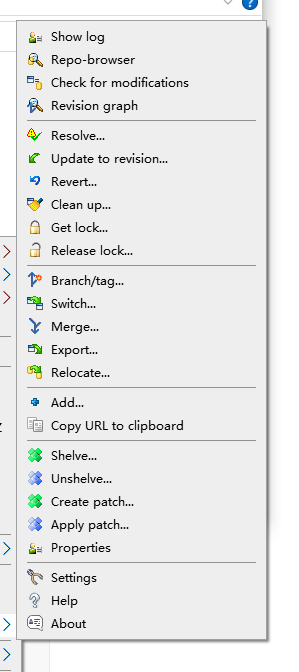 Show log
Repo-browser
Check for modifications
Revision graph
Resolve...
Update to revision...
Revert...
Clean up...
Get lock...
Release lock...
Branch/tag...
Switch...
Merge...
Export...
Relocate...
Add...
Copy URL to clipboard
Shelve...
Unshelve...
Create patch...
Apply patch...
Properties
Settings
Help
About